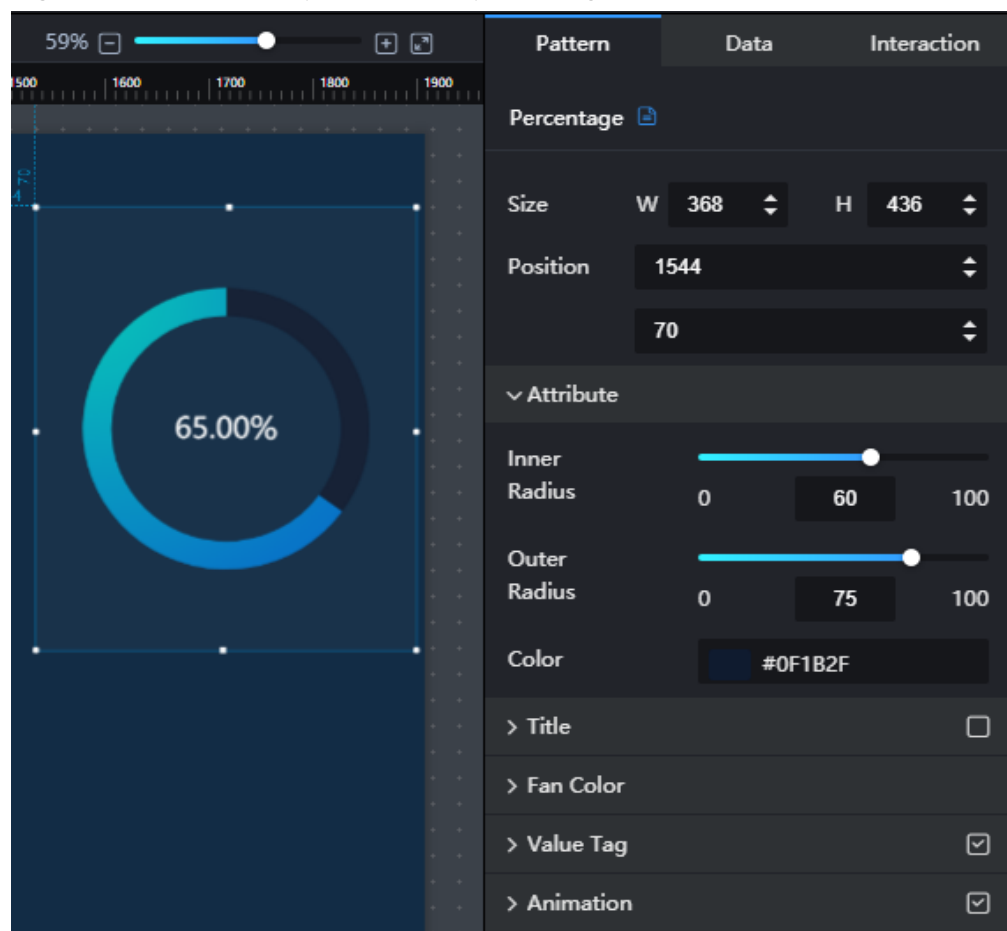 59%
1500 1600 1700 1800 1900
70
4
65.00%
Pattern Data Interaction
Percentage
Size W 368 H 436
Position 1544
70
Attribute
Inner
Radius
0 60 100
Outer
Radius
0 75 100
Color #0F1B2F
Title
Fan Color
Value Tag
Animation